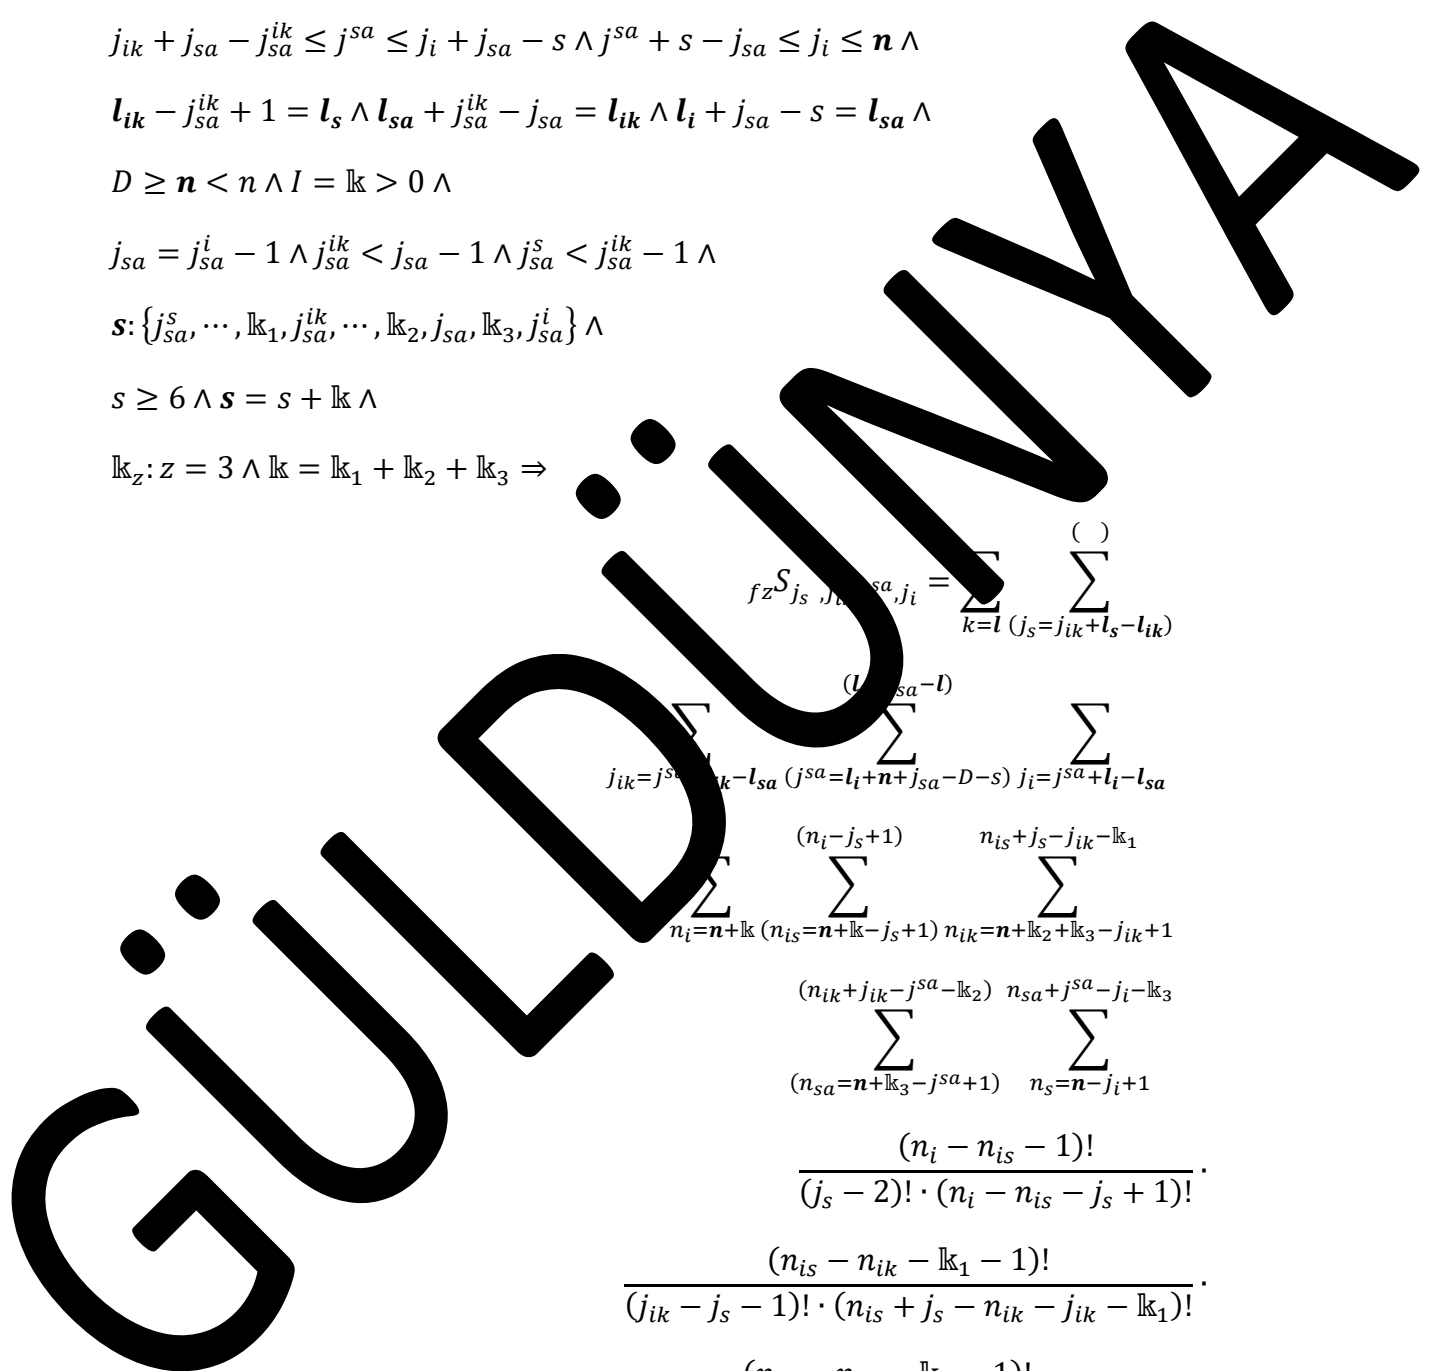 j_{ik} + j_{sa} − j_{sa}^{ik} ≤ j^{sa} ≤ j_i + j_{sa} − s ∧ j^{sa} + s − j_{sa} ≤ j_i ≤ 𝒏 ∧
𝒍_{𝒊𝒌} − j_{sa}^{ik} + 1 = 𝒍_𝒔 ∧ 𝒍_{𝒔𝒂} + j_{sa}^{ik} − j_{sa} = 𝒍_{𝒊𝒌} ∧ 𝒍_𝒊 + j_{sa} − s = 𝒍_{𝒔𝒂} ∧
D ≥ 𝒏 < n ∧ I = 𝕜 > 0 ∧
j_{sa} = j_{sa}^{i} − 1 ∧ j_{sa}^{ik} < j_{sa} − 1 ∧ j_{sa}^{s} < j_{sa}^{ik} − 1 ∧
𝒔: {j_{sa}^{s}, ⋯, 𝕜_1, j_{sa}^{ik}, ⋯, 𝕜_2, j_{sa}, 𝕜_3, j_{sa}^{i}} ∧
s ≥ 6 ∧ 𝒔 = s + 𝕜 ∧
𝕜_z: z = 3 ∧ 𝕜 = 𝕜_1 + 𝕜_2 + 𝕜_3 ⇒
( )
_{fz}S_{j_s ,j_i} = ∑ ∑
k=𝒍 (j_s=j_{ik}+𝒍_𝒔−𝒍_{𝒊𝒌})
∑ ∑ ∑
−𝒍_{𝒔𝒂} (j^{sa}=𝒍_𝒊+𝒏+j_{sa}−D−s) j_i=j^{sa}+𝒍_𝒊−𝒍_{𝒔𝒂}
(n_i−j_s+1) n_{is}+j_s−j_{ik}−𝕜_1
∑ ∑ ∑
n_i=𝒏+𝕜 (n_{is}=𝒏+𝕜−j_s+1) n_{ik}=𝒏+𝕜_2+𝕜_3−j_{ik}+1
(n_{ik}+j_{ik}−j^{sa}−𝕜_2) n_{sa}+j^{sa}−j_i−𝕜_3
∑ ∑
(n_{sa}=𝒏+𝕜_3−j^{sa}+1) n_s=𝒏−j_i+1
(n_i − n_{is} − 1)!
(j_s − 2)! · (n_i − n_{is} − j_s + 1)! ·
(n_{is} − n_{ik} − 𝕜_1 − 1)!
(j_{ik} − j_s − 1)! · (n_{is} + j_s − n_{ik} − j_{ik} − 𝕜_1)! ·
GÜLDÜNYA